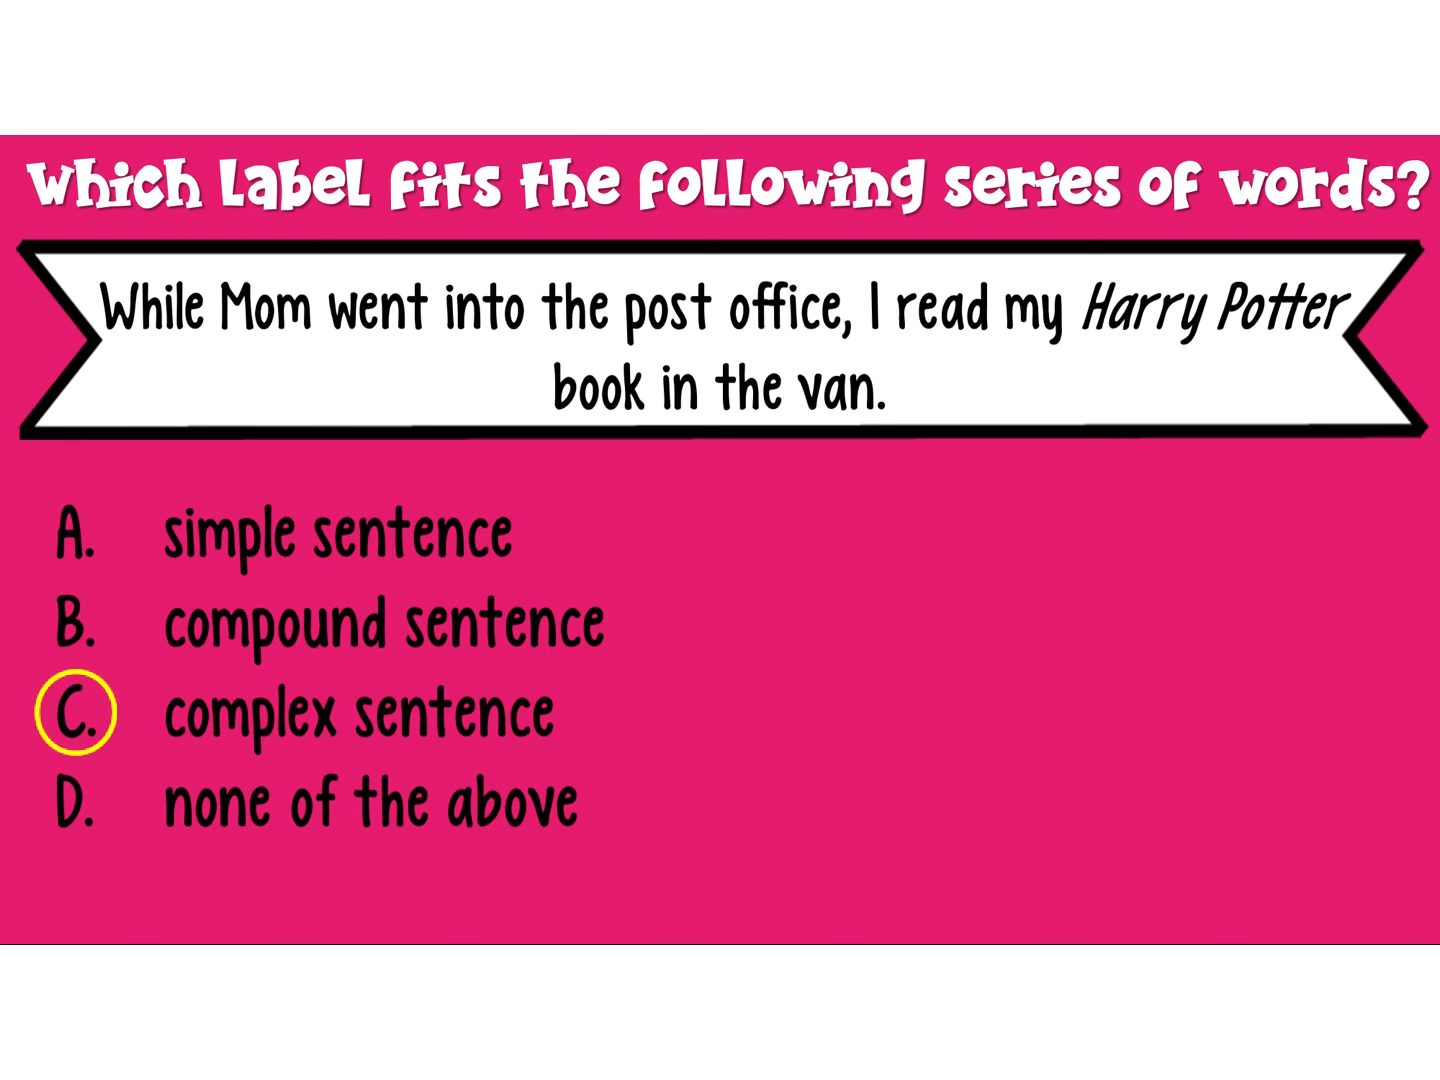 Which label fits the following series of words?
While Mom went into the post office, I read my Harry Potter
book in the van.
A. simple sentence
B. compound sentence
C. complex sentence
D. none of the above